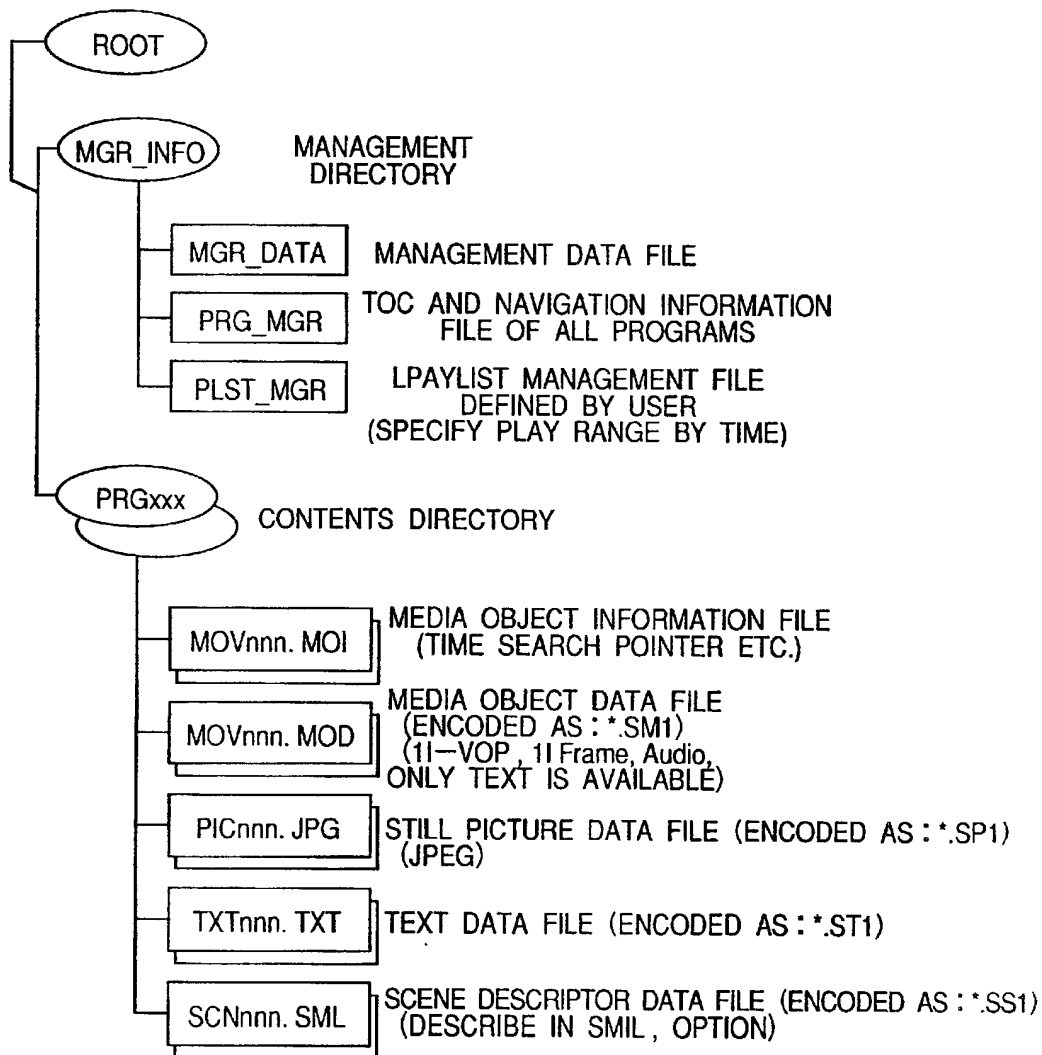 ROOT
MGR_INFO
MANAGEMENT
DIRECTORY
MGR_DATA
MANAGEMENT DATA FILE
PRG_MGR
TOC AND NAVIGATION INFORMATION
FILE OF ALL PROGRAMS
PLST_MGR
LPAYLIST MANAGEMENT FILE
DEFINED BY USER
(SPECIFY PLAY RANGE BY TIME)
PRGxxx
CONTENTS DIRECTORY
MOVnnn. MOI
MEDIA OBJECT INFORMATION FILE
(TIME SEARCH POINTER ETC.)
MOVnnn. MOD
MEDIA OBJECT DATA FILE
(ENCODED AS : *.SM1)
(1I—VOP , 1I Frame, Audio,
ONLY TEXT IS AVAILABLE)
PICnnn. JPG
STILL PICTURE DATA FILE (ENCODED AS : *.SP1)
(JPEG)
TXTnnn. TXT
TEXT DATA FILE (ENCODED AS : *.ST1)
SCNnnn. SML
SCENE DESCRIPTOR DATA FILE (ENCODED AS : *.SS1)
(DESCRIBE IN SMIL , OPTION)